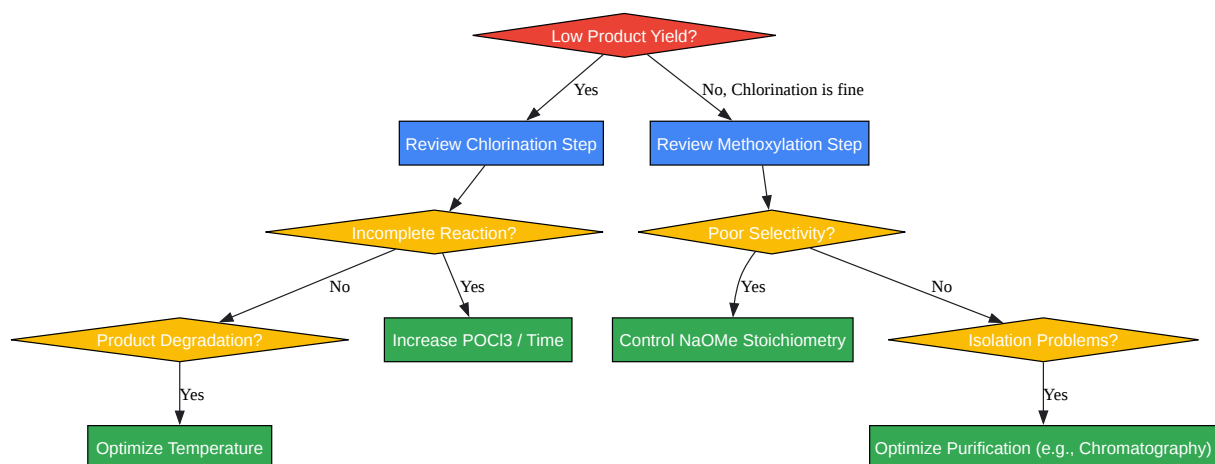 Low Product Yield?
Yes
No, Chlorination is fine
Review Chlorination Step
Review Methoxylation Step
Incomplete Reaction?
Poor Selectivity?
No
Yes
Yes
No
Product Degradation?
Increase POCl3 / Time
Control NaOMe Stoichiometry
Isolation Problems?
Yes
Yes
Optimize Temperature
Optimize Purification (e.g., Chromatography)